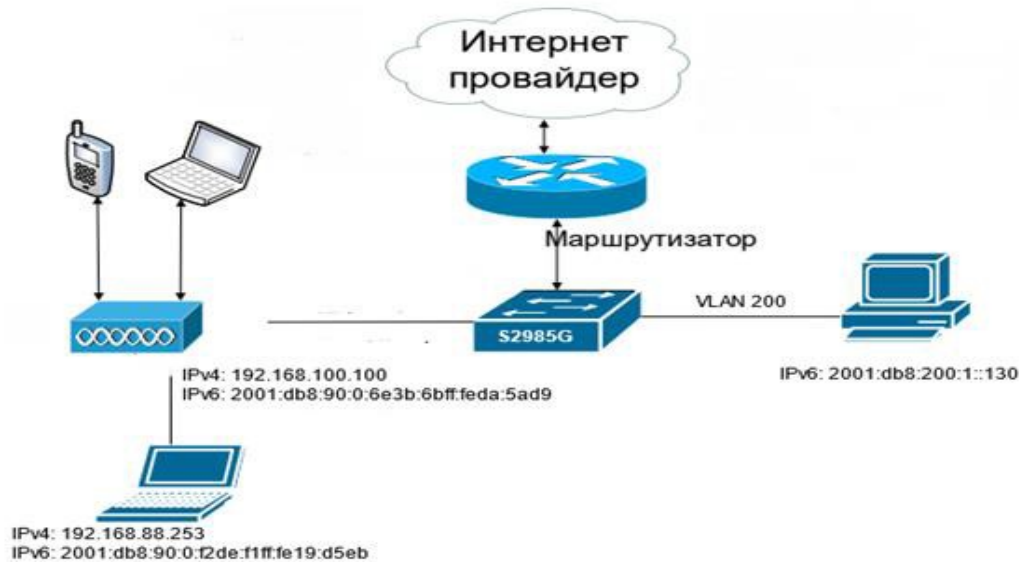 Интернет
провайдер
Маршрутизатор
VLAN 200
S2985G
IPv4: 192.168.100.100
IPv6: 2001:db8:90:0:6e3b:6bff:feda:5ad9
IPv6: 2001:db8:200:1::130
IPv4: 192.168.88.253
IPv6: 2001:db8:90:0:f2de:f1ff:fe19:d5eb